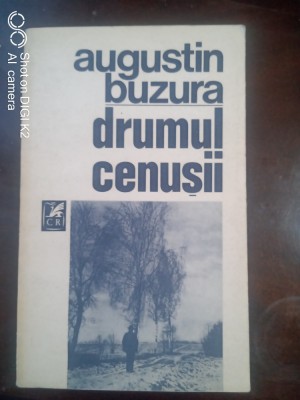 augustin
buzura
drumul
cenușii
CR
Shot on DIGI K2
AI camera